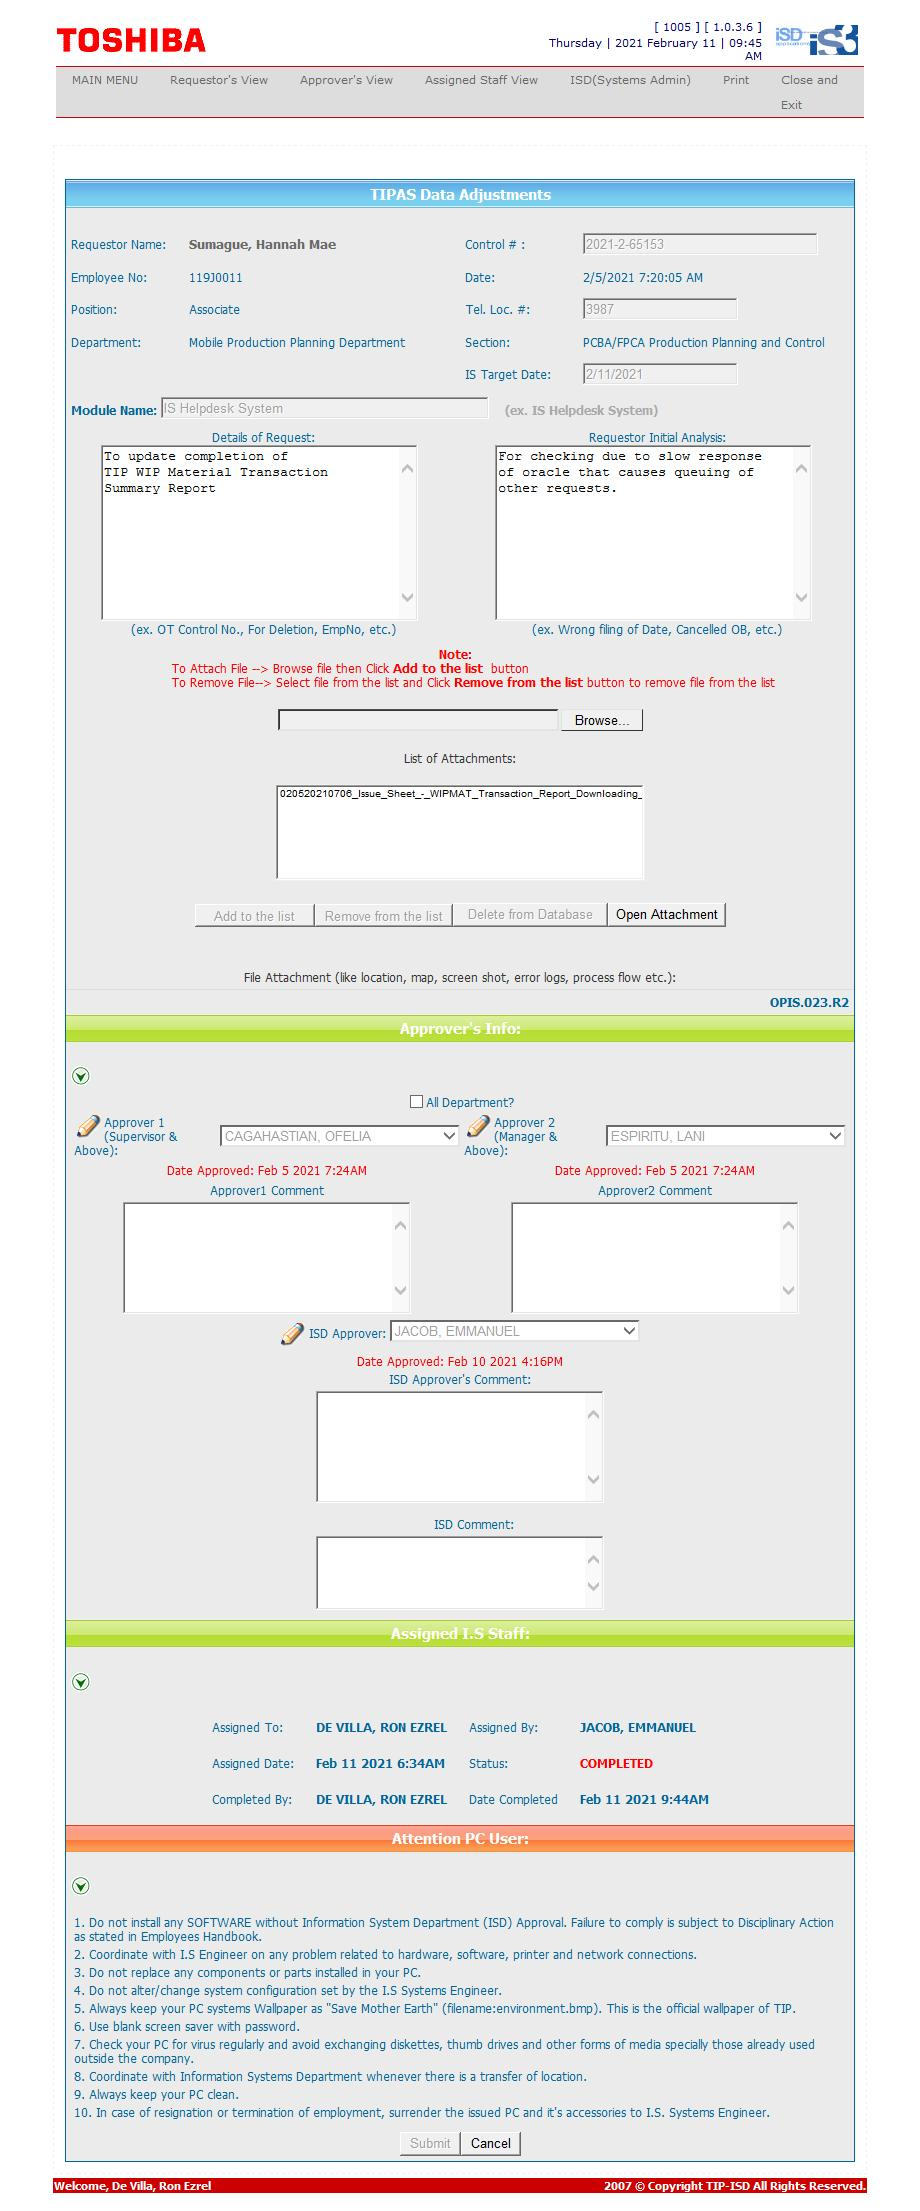 TOSHIBA
[ 1005 ] [ 1.0.3.6 ]
Thursday | 2021 February 11 | 09:45
AM
MAIN MENU Requestor's View Approver's View Assigned Staff View ISD(Systems Admin) Print Close and
Exit
TIPAS Data Adjustments
Requestor Name: Sumague, Hannah Mae Control # : 2021-2-65153
Employee No: 119J0011 Date: 2/5/2021 7:20:05 AM
Position: Associate Tel. Loc. #: 3987
Department: Mobile Production Planning Department Section: PCBA/FPCA Production Planning and Control
IS Target Date: 2/11/2021
Module Name: IS Helpdesk System (ex. IS Helpdesk System)
Details of Request: Requestor Initial Analysis:
To update completion of
TIP WIP Material Transaction
Summary Report
For checking due to slow response
of oracle that causes queuing of
other requests.
(ex. OT Control No., For Deletion, EmpNo, etc.) (ex. Wrong filing of Date, Cancelled OB, etc.)
Note:
To Attach File --> Browse file then Click Add to the list button
To Remove File--> Select file from the list and Click Remove from the list button to remove file from the list
Browse...
List of Attachments:
020520210706_Issue_Sheet_-_WIPMAT_Transaction_Report_Downloading_
Add to the list Remove from the list Delete from Database Open Attachment
File Attachment (like location, map, screen shot, error logs, process flow etc.):
OPIS.023.R2
Approver's Info:
All Department?
Approver 1
(Supervisor &
Above):
CAGAHASTIAN, OFELIA
Approver 2
(Manager &
Above):
ESPIRITU, LANI
Date Approved: Feb 5 2021 7:24AM Date Approved: Feb 5 2021 7:24AM
Approver1 Comment Approver2 Comment
ISD Approver: JACOB, EMMANUEL
Date Approved: Feb 10 2021 4:16PM
ISD Approver's Comment:
ISD Comment:
Assigned I.S Staff:
Assigned To: DE VILLA, RON EZREL Assigned By: JACOB, EMMANUEL
Assigned Date: Feb 11 2021 6:34AM Status: COMPLETED
Completed By: DE VILLA, RON EZREL Date Completed Feb 11 2021 9:44AM
Attention PC User:
1. Do not install any SOFTWARE without Information System Department (ISD) Approval. Failure to comply is subject to Disciplinary Action
as stated in Employees Handbook.
2. Coordinate with I.S Engineer on any problem related to hardware, software, printer and network connections.
3. Do not replace any components or parts installed in your PC.
4. Do not alter/change system configuration set by the I.S Systems Engineer.
5. Always keep your PC systems Wallpaper as "Save Mother Earth" (filename:environment.bmp). This is the official wallpaper of TIP.
6. Use blank screen saver with password.
7. Check your PC for virus regularly and avoid exchanging diskettes, thumb drives and other forms of media specially those already used
outside the company.
8. Coordinate with Information Systems Department whenever there is a transfer of location.
9. Always keep your PC clean.
10. In case of resignation or termination of employment, surrender the issued PC and it's accessories to I.S. Systems Engineer.
Submit Cancel
Welcome, De Villa, Ron Ezrel 2007 © Copyright TIP-ISD All Rights Reserved.